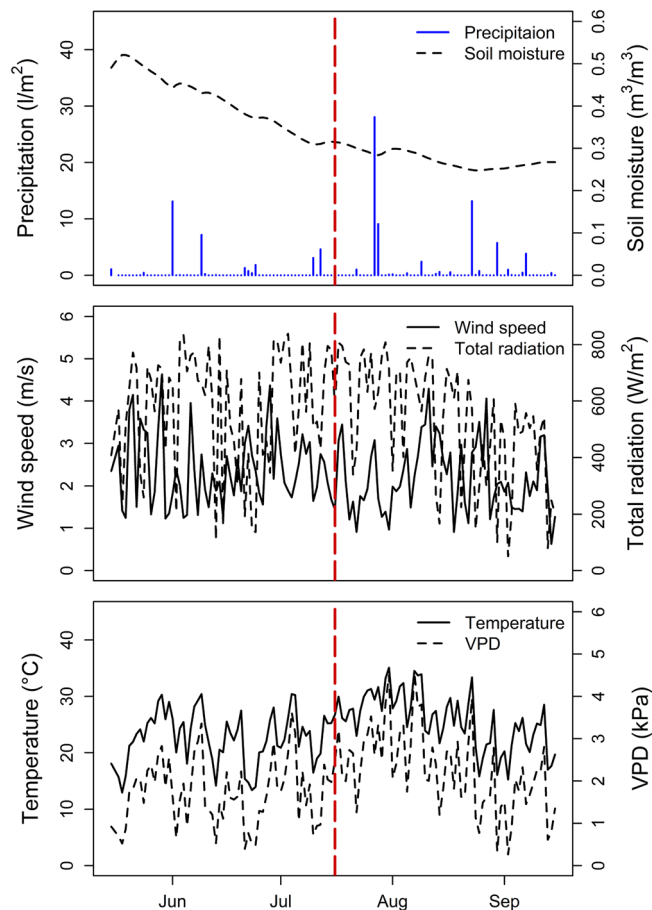 Precipitation (l/m²)
40
30
20
10
0
Precipitaion
Soil moisture
0.6
0.5
0.4
0.3
0.2
0.1
0.0
Soil moisture (m³/m³)
Wind speed (m/s)
6
5
4
3
2
1
0
Wind speed
Total radiation
800
600
400
200
0
Total radiation (W/m²)
Temperature (°C)
40
30
20
10
0
Temperature
VPD
6
5
4
3
2
1
0
VPD (kPa)
Jun Jul Aug Sep